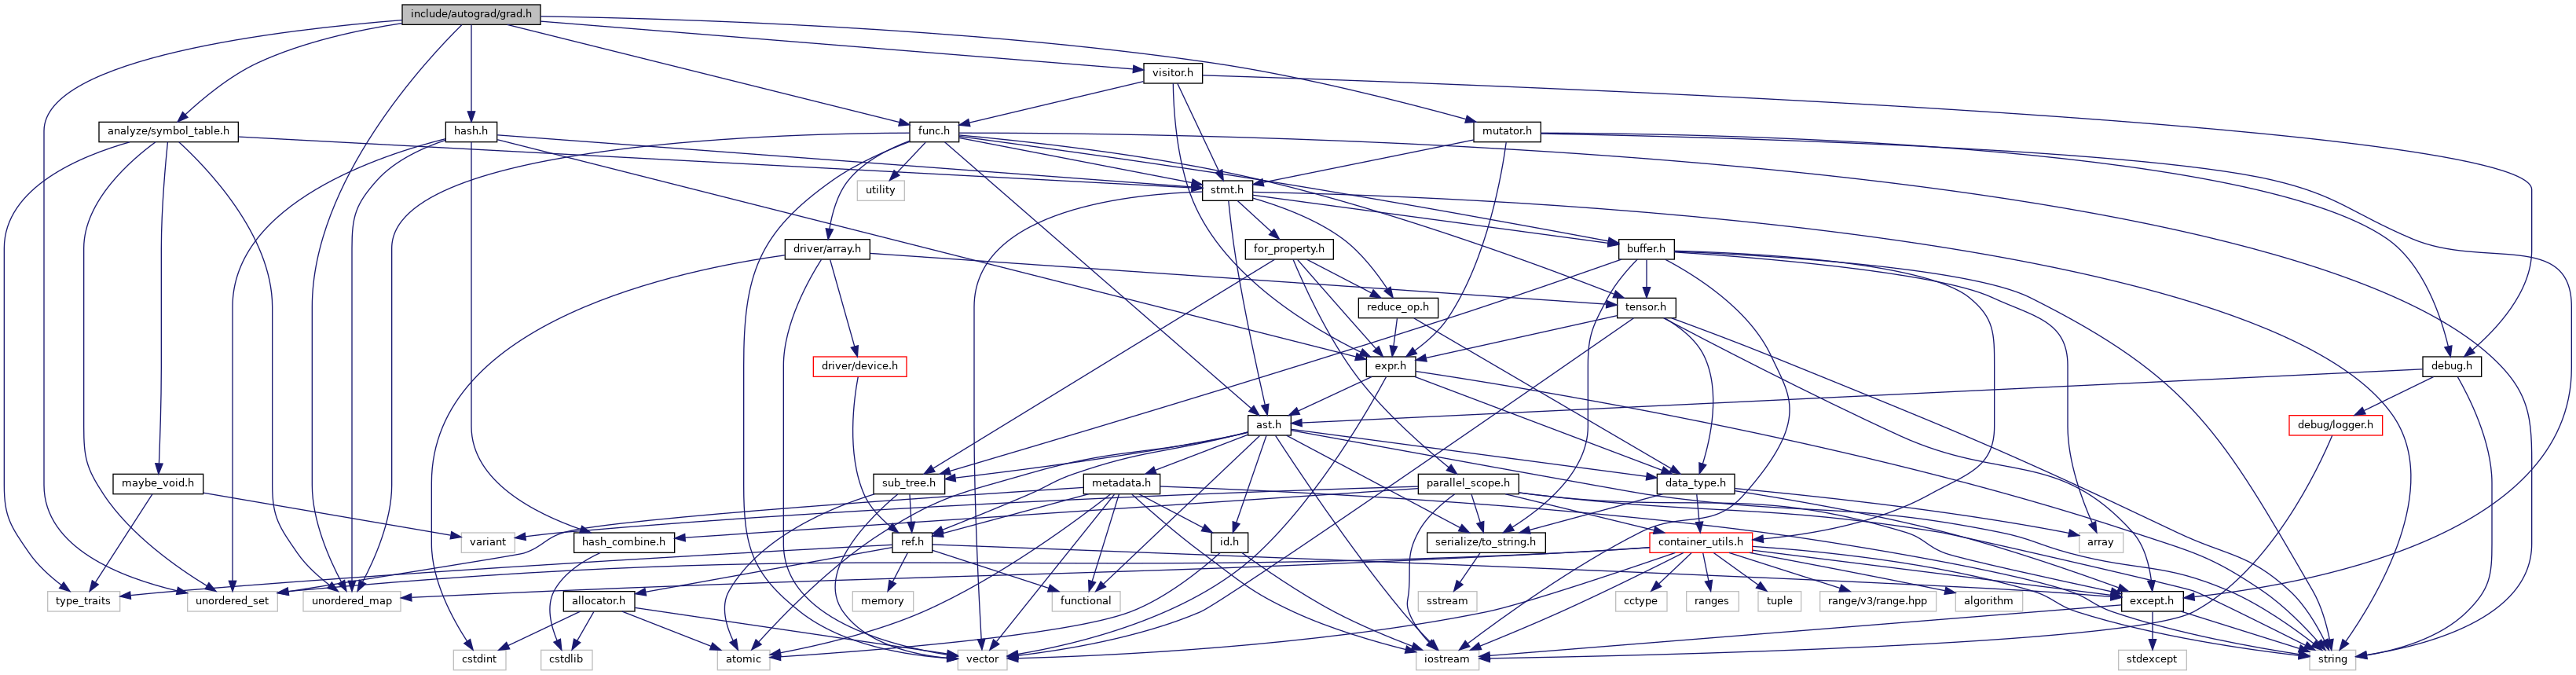 include/autograd/grad.h
visitor.h
analyze/symbol_table.h
hash.h
func.h
mutator.h
utility
stmt.h
driver/array.h
for_property.h
buffer.h
reduce_op.h
tensor.h
driver/device.h
expr.h
debug.h
ast.h
debug/logger.h
maybe_void.h
sub_tree.h
metadata.h
parallel_scope.h
data_type.h
variant
hash_combine.h
ref.h
id.h
serialize/to_string.h
container_utils.h
array
type_traits
unordered_set
unordered_map
allocator.h
memory
functional
sstream
cctype
ranges
tuple
range/v3/range.hpp
algorithm
except.h
cstdint
cstdlib
atomic
vector
iostream
stdexcept
string